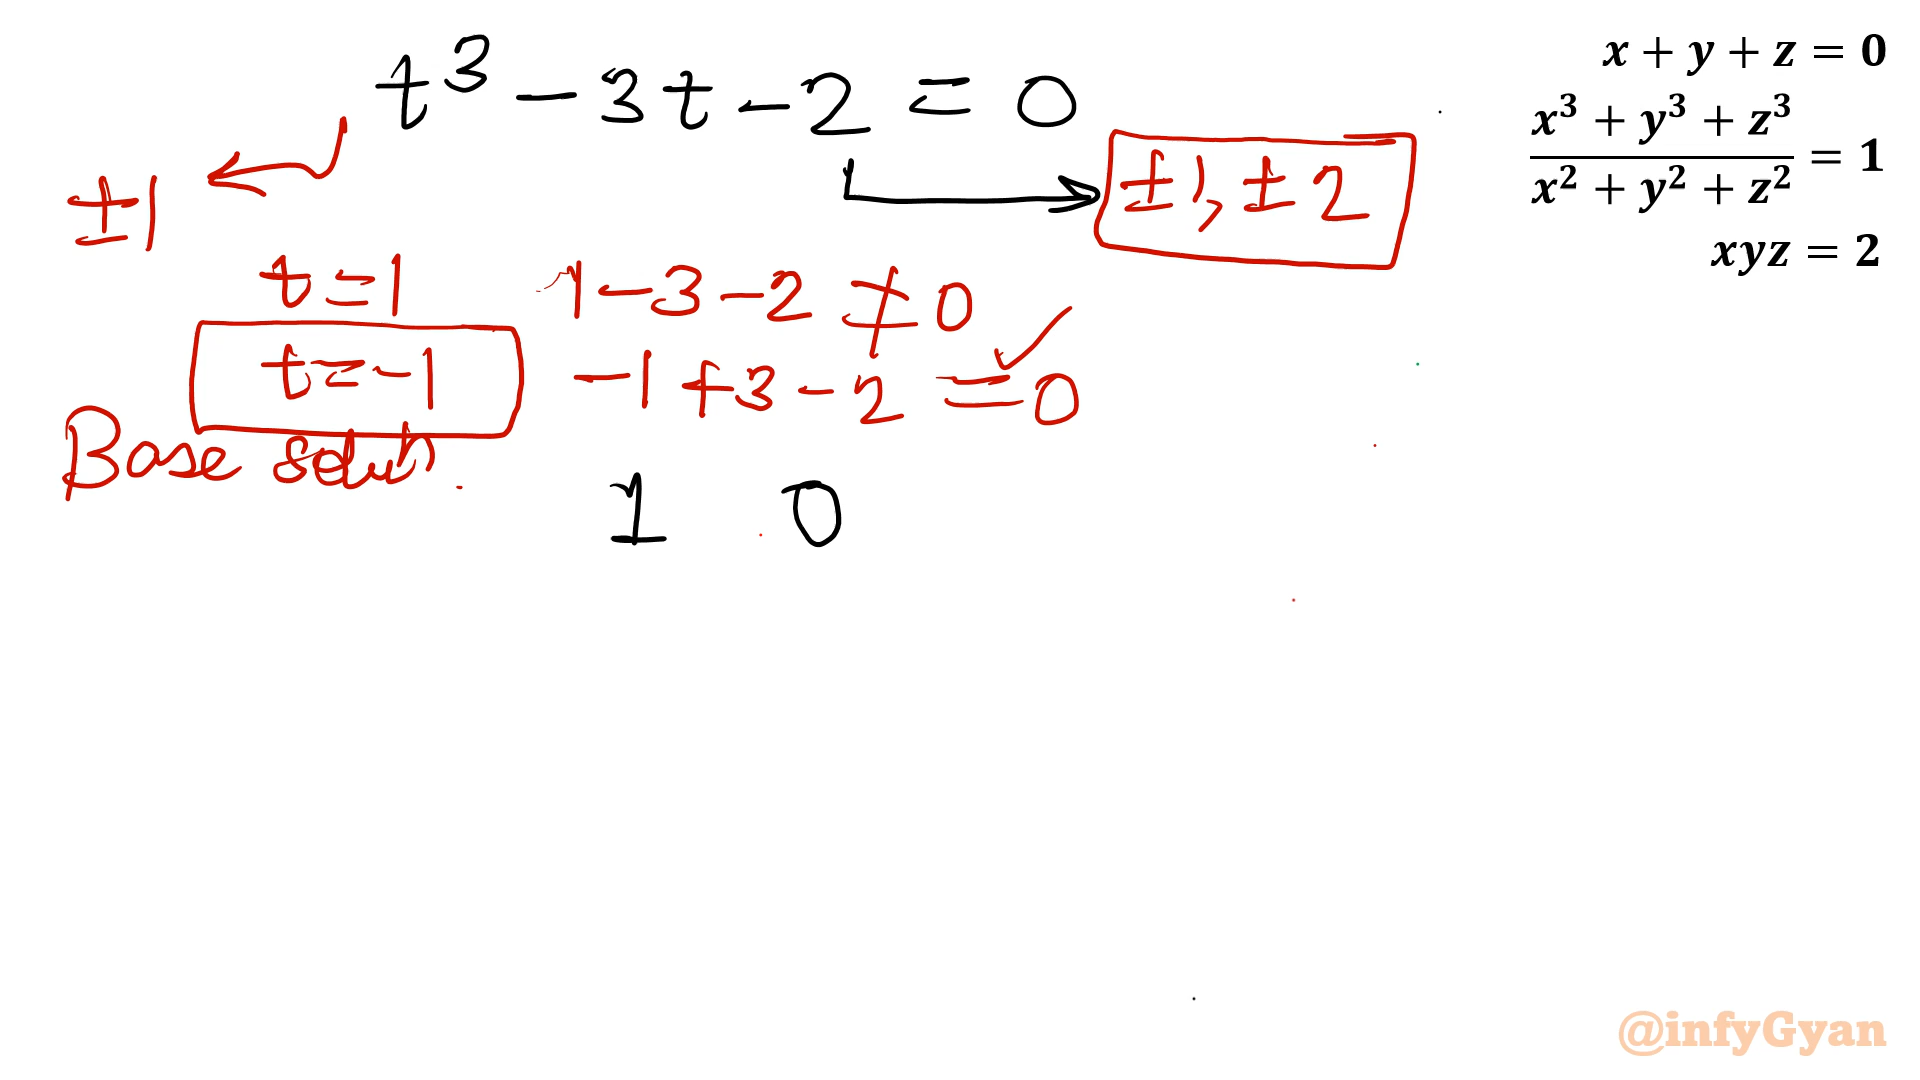 t³ − 3t − 2 = 0
x + y + z = 0
x³ + y³ + z³ / x² + y² + z² = 1
xyz = 2
±1
±1, ±2
t = 1    1 − 3 − 2 ≠ 0
t = −1    −1 + 3 − 2 = 0 ✓
Base soluⁿ.
1    0
@infyGyan